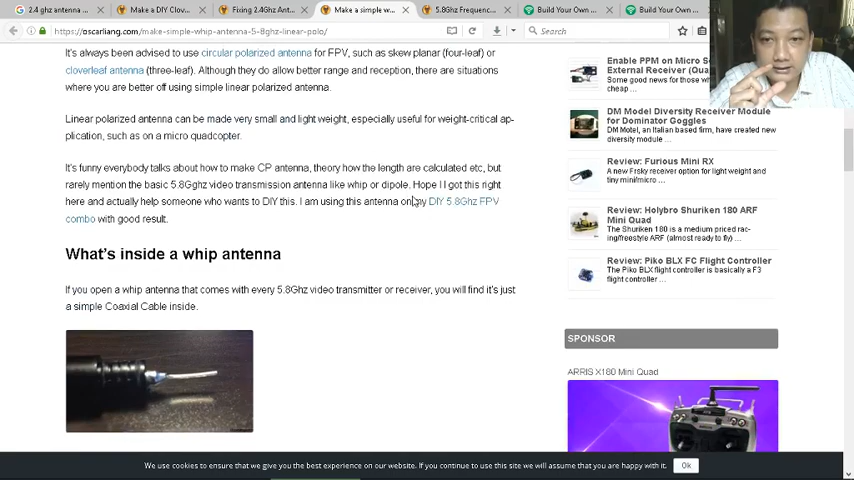 2.4 ghz antenna
Make a DIY Clov
Fixing 2.4Ghz Ant
Make a simple w
5.8Ghz Frequenc
Build Your Own
Build Your Own
https://oscarliang.com/make-simple-whip-antenna-5-8ghz-linear-polo/
Search
It's always been advised to use circular polarized antenna for FPV, such as skew planar (four-leaf) or
cloverleaf antenna (three-leaf). Although they do allow better range and reception, there are situations
where you are better off using simple linear polarized antenna.
Linear polarized antenna can be made very small and light weight, especially useful for weight-critical ap-
plication, such as on a micro quadcopter.
It's funny everybody talks about how to make CP antenna, theory how the length are calculated etc, but
rarely mention the basic 5.8Ghz video transmission antenna like whip or dipole. Hope I I got this right
here and actually help someone who wants to DIY this. I am using this antenna on my DIY 5.8Ghz FPV
combo with good result.
What's inside a whip antenna
If you open a whip antenna that comes with every 5.8Ghz video transmitter or receiver, you will find it's just
a simple Coaxial Cable inside.
Enable PPM on Micro S
External Receiver (Qua
Some good news for those
cheap ...
DM Model Diversity Receiver Module
for Dominator Goggles
DM Motel, an Italian based firm, have created new
diversity module ...
Review: Furious Mini RX
A new Frsky receiver option for light weight and
tiny mini/micro ...
Review: Holybro Shuriken 180 ARF
Mini Quad
The Shuriken 180 is a medium priced rac-
ing/freestyle ARF (almost ready to fly) ...
Review: Piko BLX FC Flight Controller
The Piko BLX flight controller is basically a F3
flight controller ...
SPONSOR
ARRIS X180 Mini Quad
We use cookies to ensure that we give you the best experience on our website. If you continue to use this site we will assume that you are happy with it.
Ok